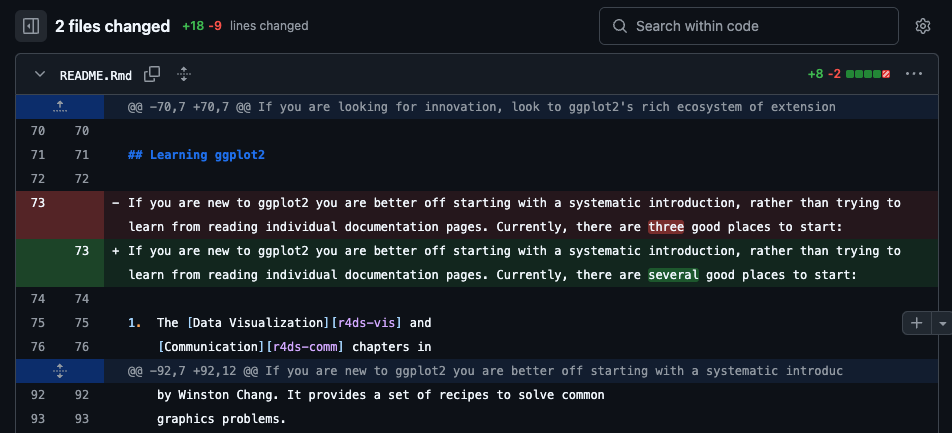 2 files changed +18 -9 lines changed Search within code
README.Rmd +8 -2
@@ -70,7 +70,7 @@ If you are looking for innovation, look to ggplot2's rich ecosystem of extension
70 70
71 71 ## Learning ggplot2
72 72
73 - If you are new to ggplot2 you are better off starting with a systematic introduction, rather than trying to
learn from reading individual documentation pages. Currently, there are three good places to start:
73 + If you are new to ggplot2 you are better off starting with a systematic introduction, rather than trying to
learn from reading individual documentation pages. Currently, there are several good places to start:
74 74
75 75 1. The [Data Visualization][r4ds-vis] and
76 76 [Communication][r4ds-comm] chapters in
@@ -92,7 +92,12 @@ If you are new to ggplot2 you are better off starting with a systematic introduc
92 92 by Winston Chang. It provides a set of recipes to solve common
93 93 graphics problems.